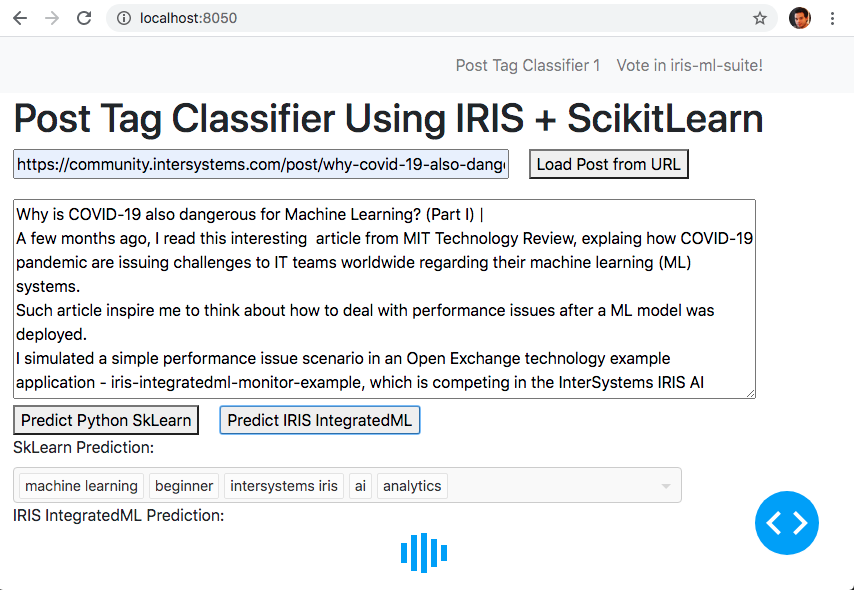 localhost:8050
Post Tag Classifier 1 Vote in iris-ml-suite!
Post Tag Classifier Using IRIS + ScikitLearn
https://community.intersystems.com/post/why-covid-19-also-dange Load Post from URL
Why is COVID-19 also dangerous for Machine Learning? (Part I) |
A few months ago, I read this interesting  article from MIT Technology Review, explaing how COVID-19
pandemic are issuing challenges to IT teams worldwide regarding their machine learning (ML)
systems.
Such article inspire me to think about how to deal with performance issues after a ML model was
deployed.
I simulated a simple performance issue scenario in an Open Exchange technology example
application - iris-integratedml-monitor-example, which is competing in the InterSystems IRIS AI
Predict Python SkLearn Predict IRIS IntegratedML
SkLearn Prediction:
machine learning beginner intersystems iris ai analytics
IRIS IntegratedML Prediction: